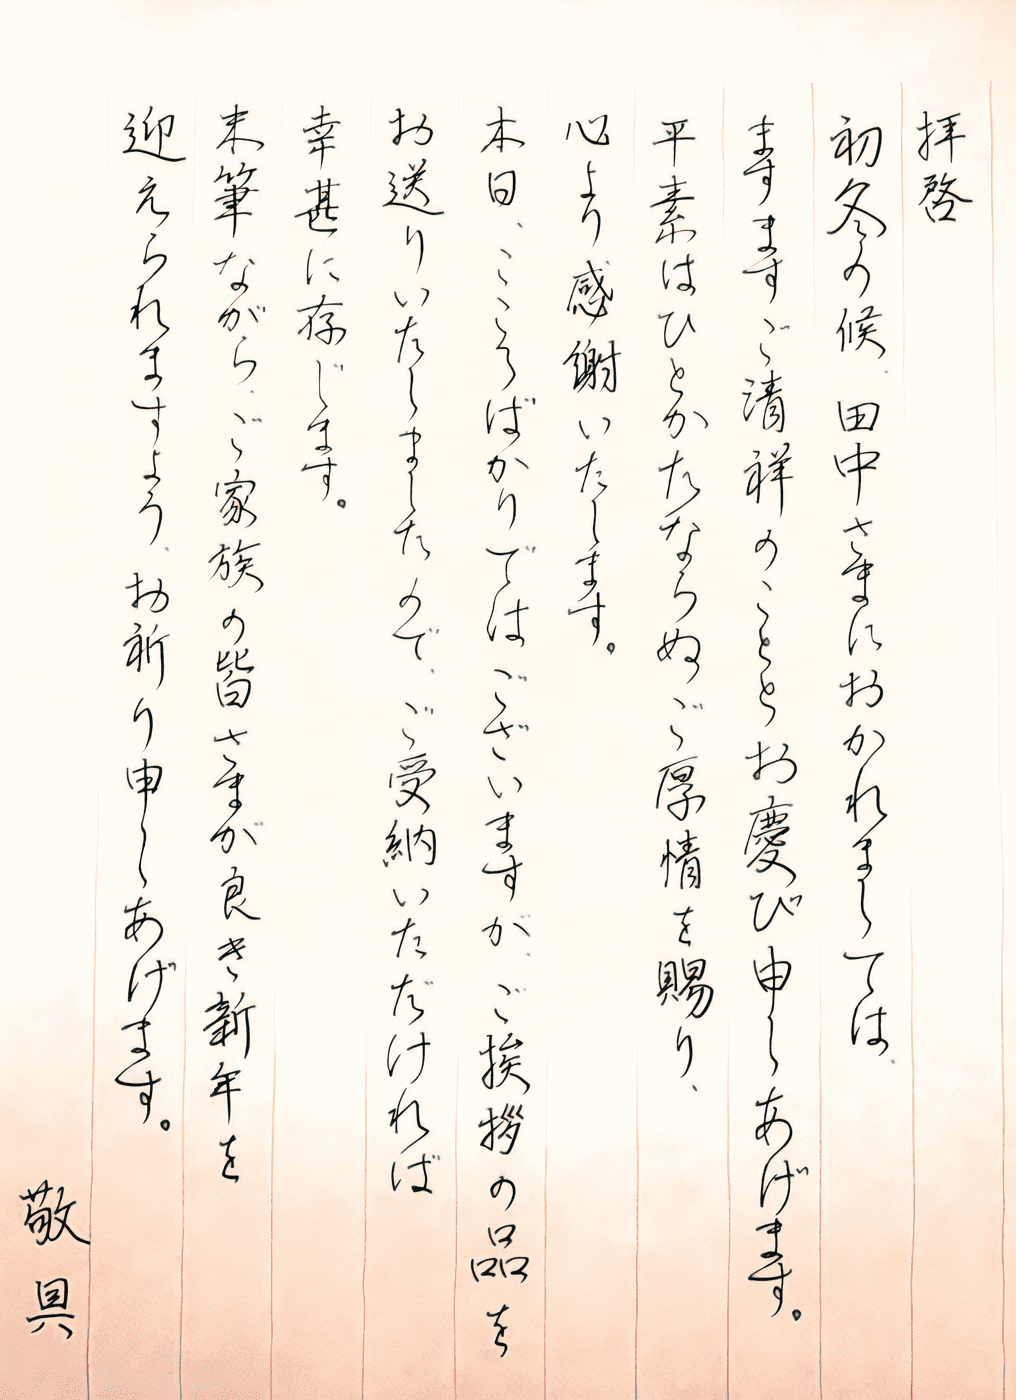 拝啓
初冬の候、田中さまにおかれましては、
ますますご清祥のこととお慶び申しあげます。
平素はひとかたならぬご厚情を賜り、
心より感謝いたします。
本日、こころばかりではございますが、ご挨拶の品を
お送りいたしましたので、ご受納いただければ
幸甚に存じます。
末筆ながら、ご家族の皆さまが良き新年を
迎えられますよう、お祈り申しあげます。
敬具